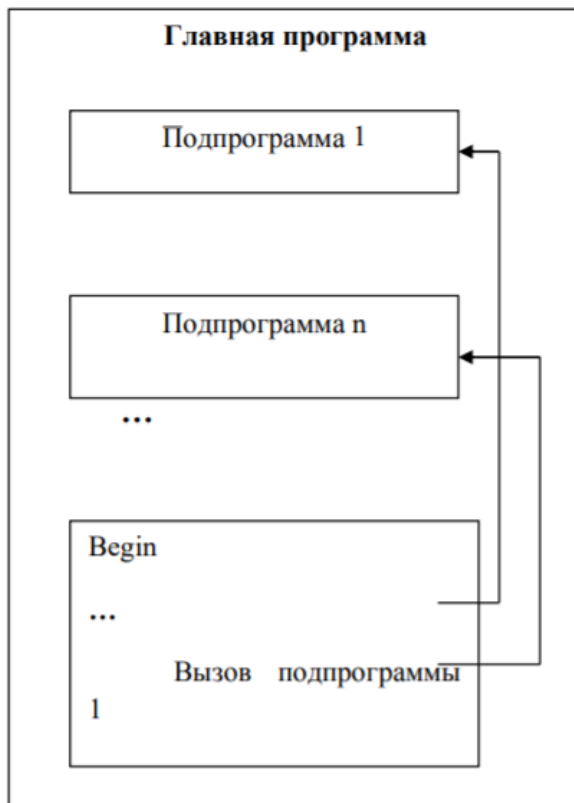 Главная программа
Подпрограмма 1
Подпрограмма n
...
Begin
...
Вызов подпрограммы
1